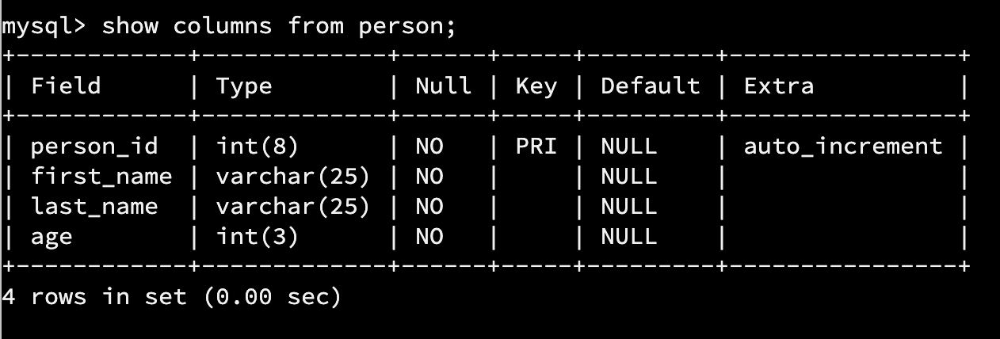 mysql> show columns from person;
+------------+-------------+------+-----+---------+----------------+
| Field      | Type        | Null | Key | Default | Extra          |
+------------+-------------+------+-----+---------+----------------+
| person_id  | int(8)      | NO   | PRI | NULL    | auto_increment |
| first_name | varchar(25) | NO   |     | NULL    |                |
| last_name  | varchar(25) | NO   |     | NULL    |                |
| age        | int(3)      | NO   |     | NULL    |                |
+------------+-------------+------+-----+---------+----------------+
4 rows in set (0.00 sec)